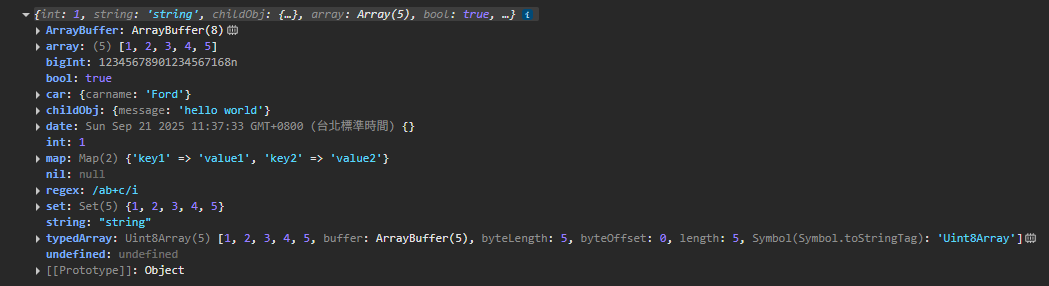 {int: 1, string: 'string', childObj: {…}, array: Array(5), bool: true, …} i
ArrayBuffer: ArrayBuffer(8)
array: (5) [1, 2, 3, 4, 5]
bigInt: 12345678901234567168n
bool: true
car: {carname: 'Ford'}
childObj: {message: 'hello world'}
date: Sun Sep 21 2025 11:37:33 GMT+0800 (台北標準時間) {}
int: 1
map: Map(2) {'key1' => 'value1', 'key2' => 'value2'}
nil: null
regex: /ab+c/i
set: Set(5) {1, 2, 3, 4, 5}
string: "string"
typedArray: Uint8Array(5) [1, 2, 3, 4, 5, buffer: ArrayBuffer(5), byteLength: 5, byteOffset: 0, length: 5, Symbol(Symbol.toStringTag): 'Uint8Array']
undefined: undefined
[[Prototype]]: Object